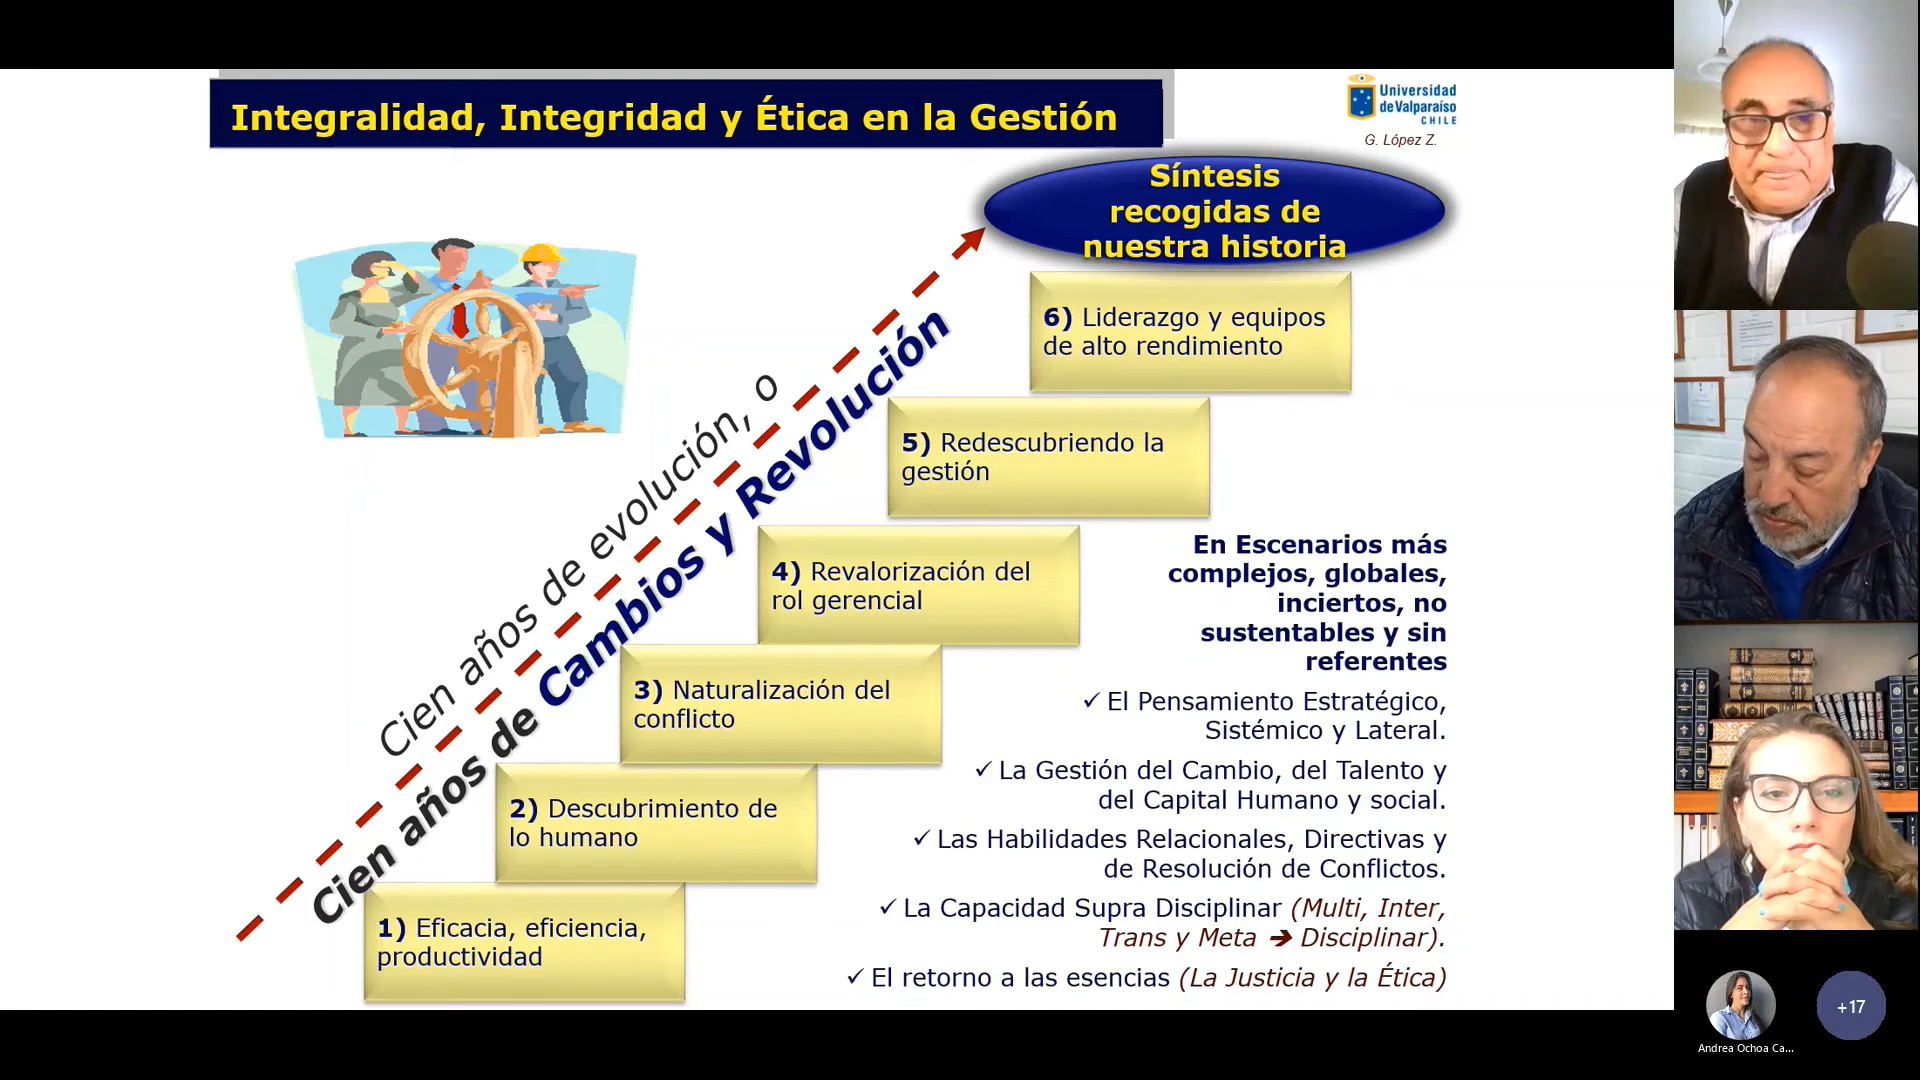 Integralidad, Integridad y Ética en la Gestión
Universidad
de Valparaíso
CHILE
G. López Z.
Síntesis
recogidas de
nuestra historia
6) Liderazgo y equipos
de alto rendimiento
5) Redescubriendo la
gestión
4) Revalorización del
rol gerencial
3) Naturalización del
conflicto
2) Descubrimiento de
lo humano
1) Eficacia, eficiencia,
productividad
Cien años de evolución, o
Cien años de Cambios y Revolución
En Escenarios más
complejos, globales,
inciertos, no
sustentables y sin
referentes
✓ El Pensamiento Estratégico,
Sistémico y Lateral.
✓ La Gestión del Cambio, del Talento y
del Capital Humano y social.
✓ Las Habilidades Relacionales, Directivas y
de Resolución de Conflictos.
✓ La Capacidad Supra Disciplinar (Multi, Inter,
Trans y Meta ➔ Disciplinar).
✓ El retorno a las esencias (La Justicia y la Ética)
+17
Andrea Ochoa Ca...